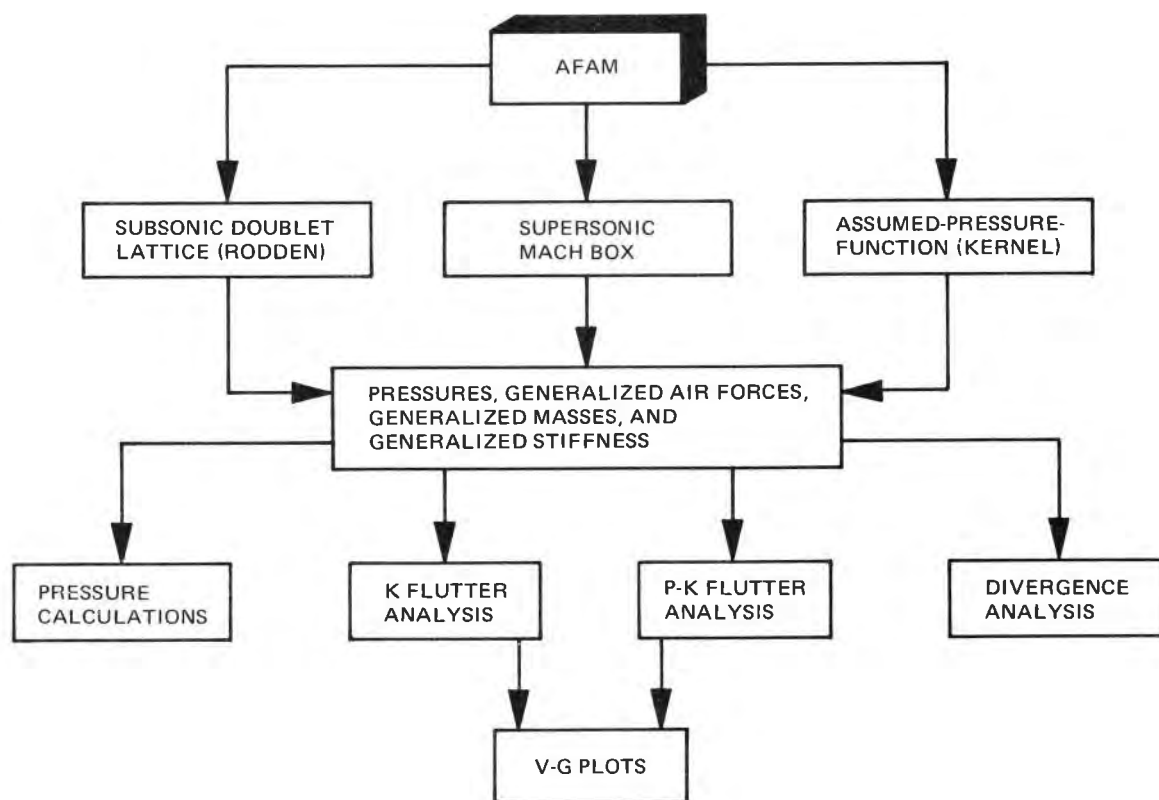 AFAM
SUBSONIC DOUBLET
LATTICE (RODDEN)
SUPERSONIC
MACH BOX
ASSUMED-PRESSURE-
FUNCTION (KERNEL)
PRESSURES, GENERALIZED AIR FORCES,
GENERALIZED MASSES, AND
GENERALIZED STIFFNESS
PRESSURE
CALCULATIONS
K FLUTTER
ANALYSIS
P-K FLUTTER
ANALYSIS
DIVERGENCE
ANALYSIS
V-G PLOTS